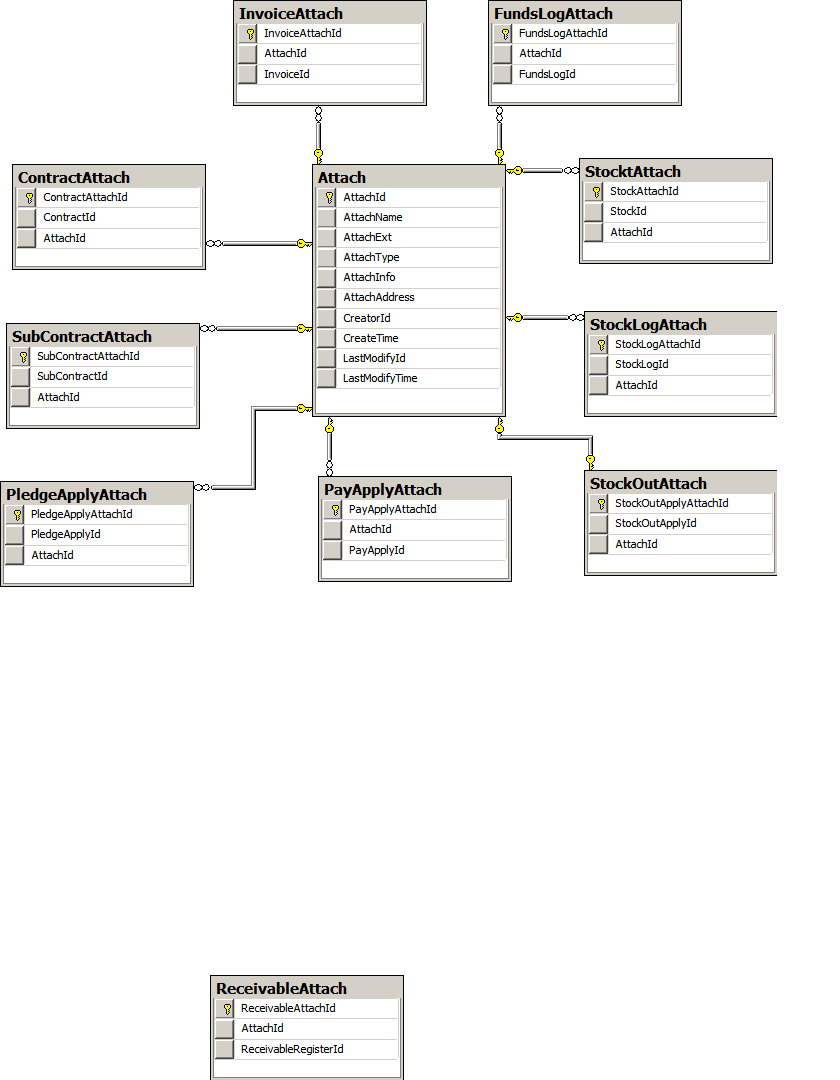 InvoiceAttach
InvoiceAttachId
AttachId
InvoiceId
FundsLogAttach
FundsLogAttachId
AttachId
FundsLogId
ContractAttach
ContractAttachId
ContractId
AttachId
Attach
AttachId
AttachName
AttachExt
AttachType
AttachInfo
AttachAddress
CreatorId
CreateTime
LastModifyId
LastModifyTime
StocktAttach
StockAttachId
StockId
AttachId
SubContractAttach
SubContractAttachId
SubContractId
AttachId
StockLogAttach
StockLogAttachId
StockLogId
AttachId
PledgeApplyAttach
PledgeApplyAttachId
PledgeApplyId
AttachId
PayApplyAttach
PayApplyAttachId
AttachId
PayApplyId
StockOutAttach
StockOutApplyAttachId
StockOutApplyId
AttachId
ReceivableAttach
ReceivableAttachId
AttachId
ReceivableRegisterId